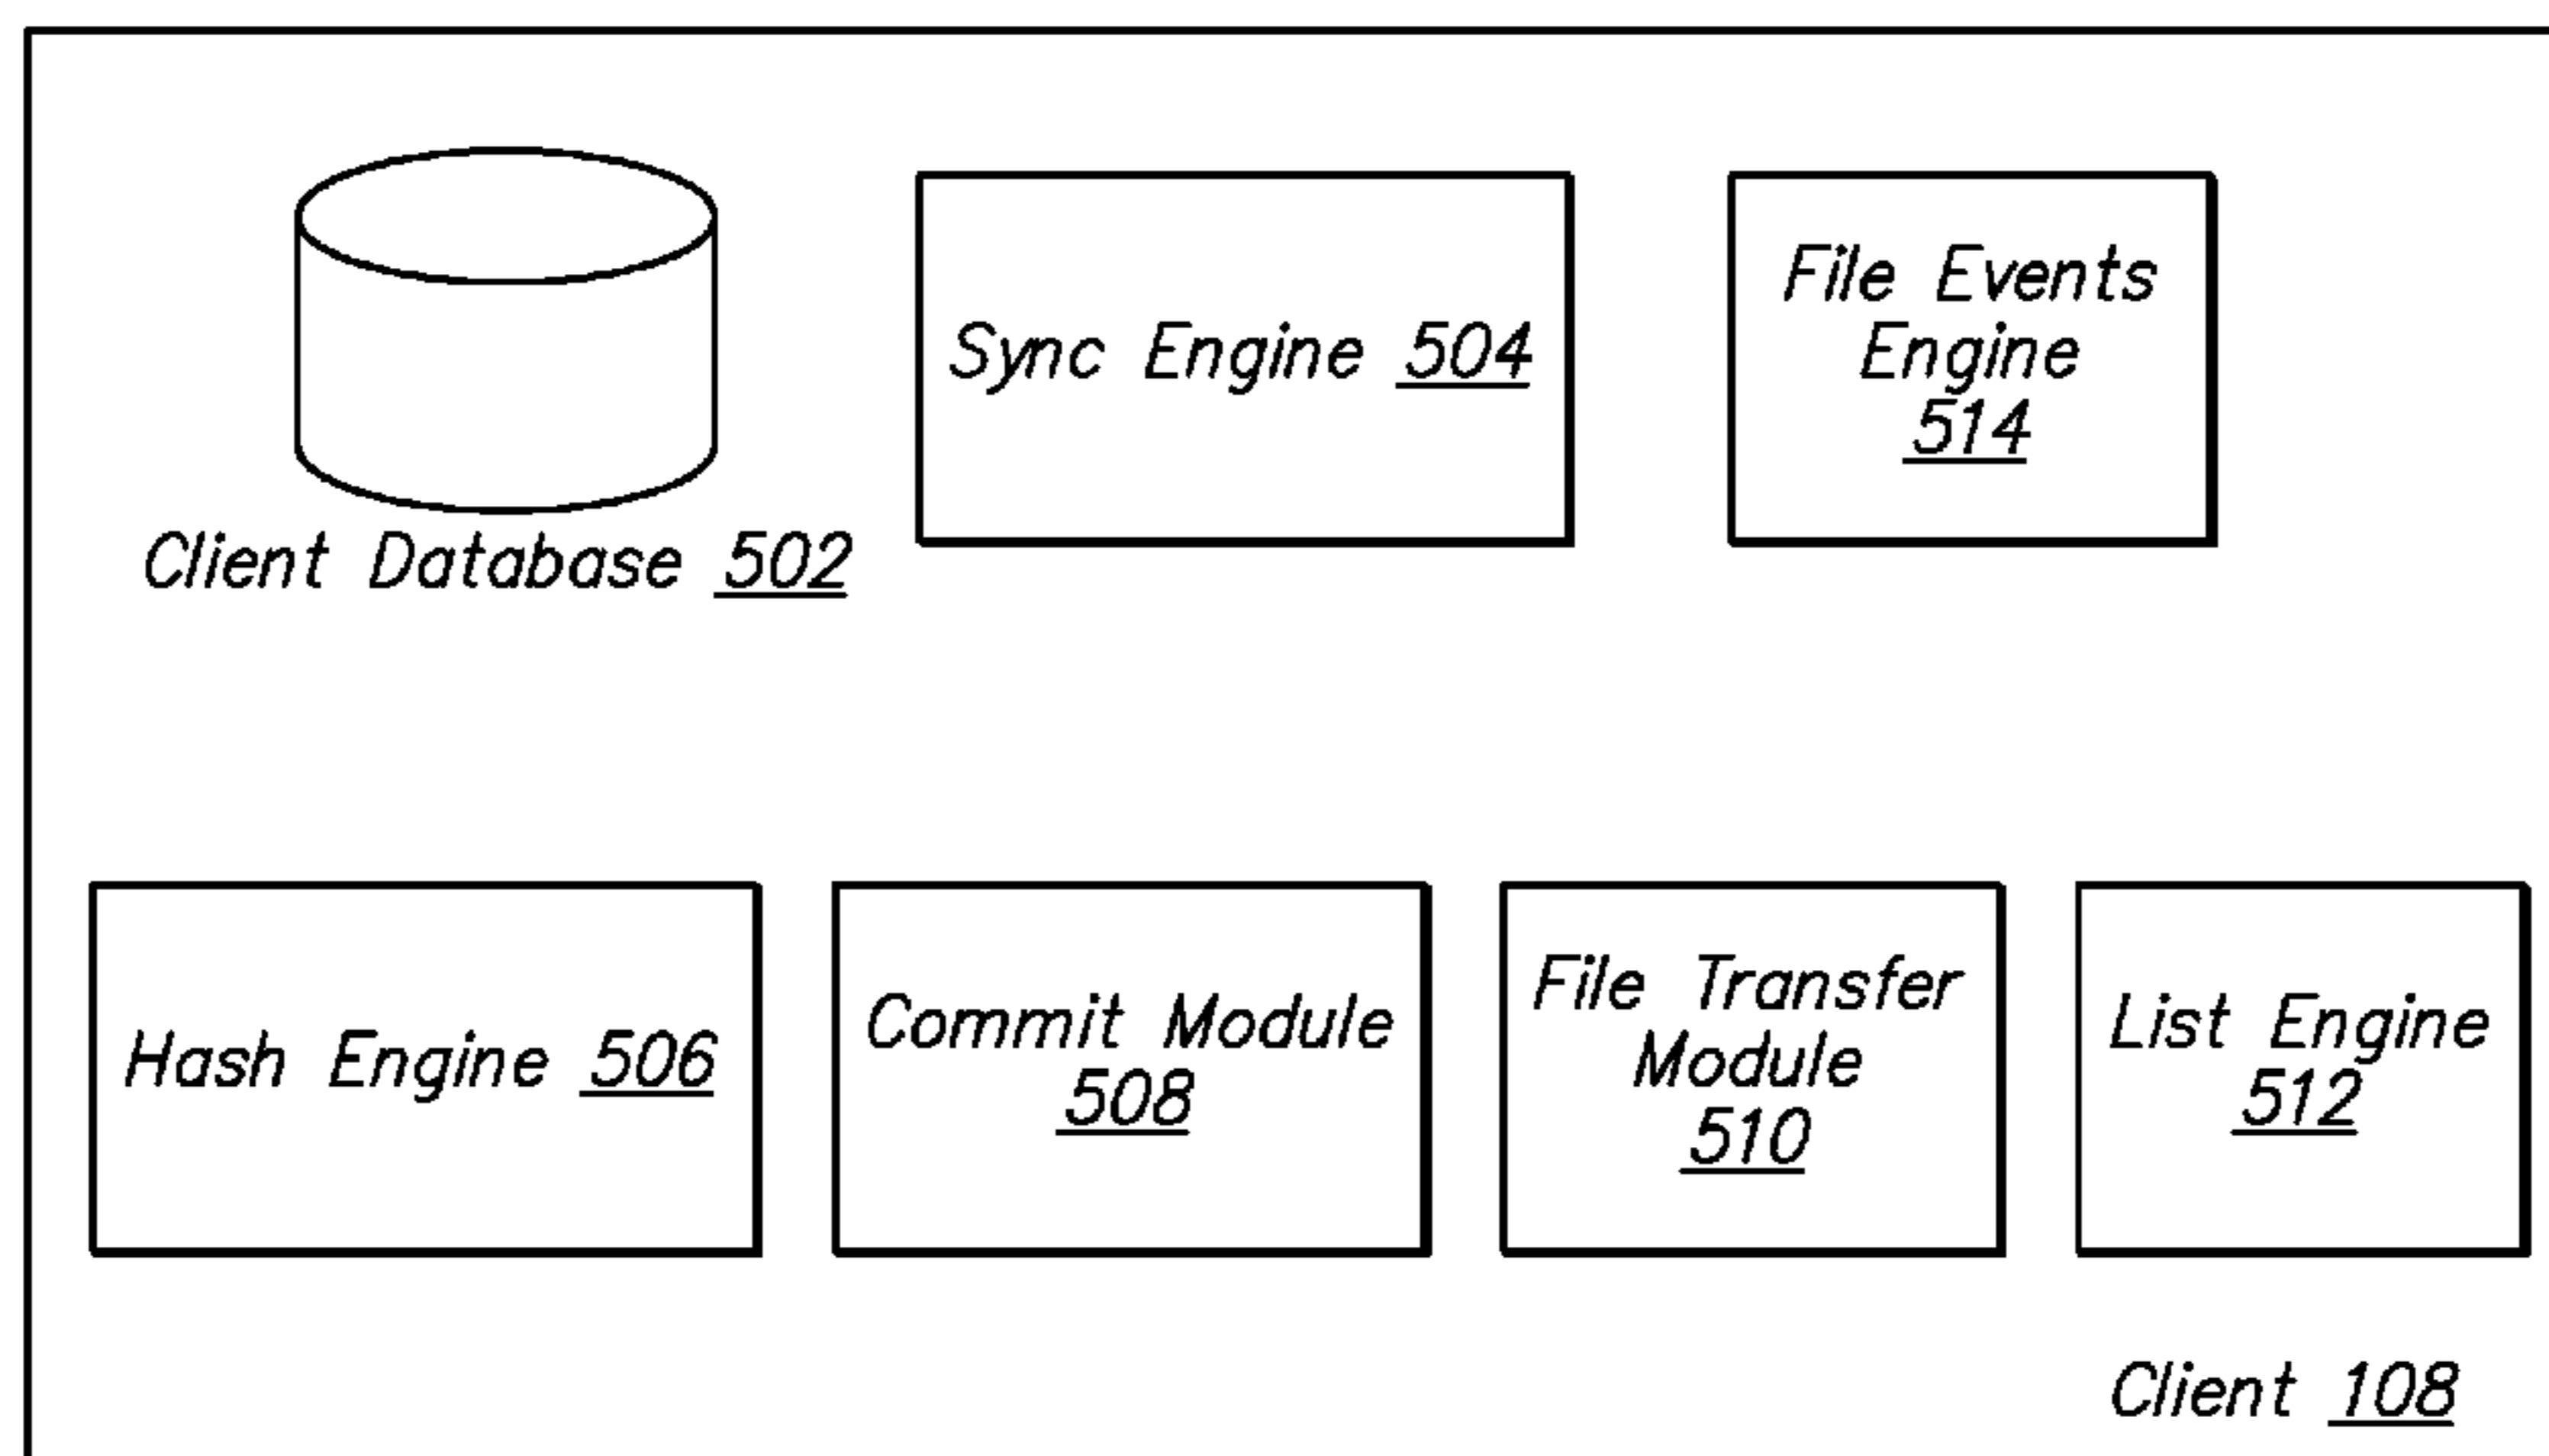 Client Database 502
Sync Engine 504
File Events
Engine
514
Hash Engine 506
Commit Module
508
File Transfer
Module
510
List Engine
512
Client 108